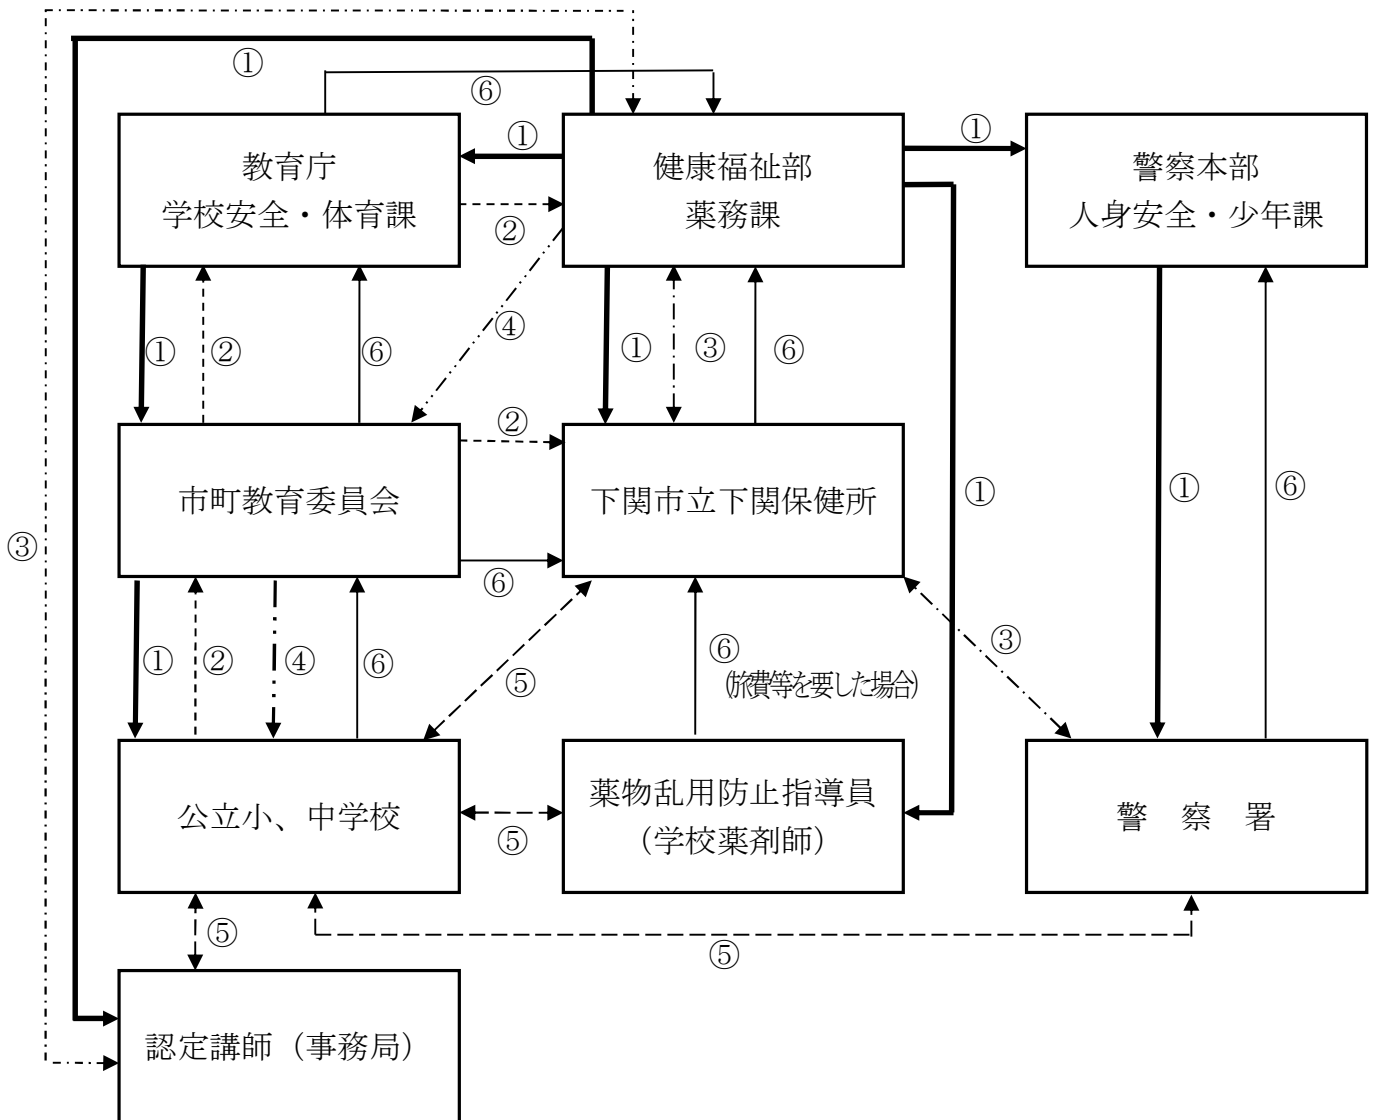 ①
⑥
①
①
教育庁
学校安全・体育課
健康福祉部
薬務課
警察本部
人身安全・少年課
②
④
①
②
⑥
①
③
⑥
②
市町教育委員会
下関市立下関保健所
①
①
⑥
③
⑥
①
②
④
⑥
⑤
⑥
(旅費等を要した場合)
③
公立小、中学校
薬物乱用防止指導員
(学校薬剤師)
警 察 署
⑤
⑤
⑤
認定講師(事務局)